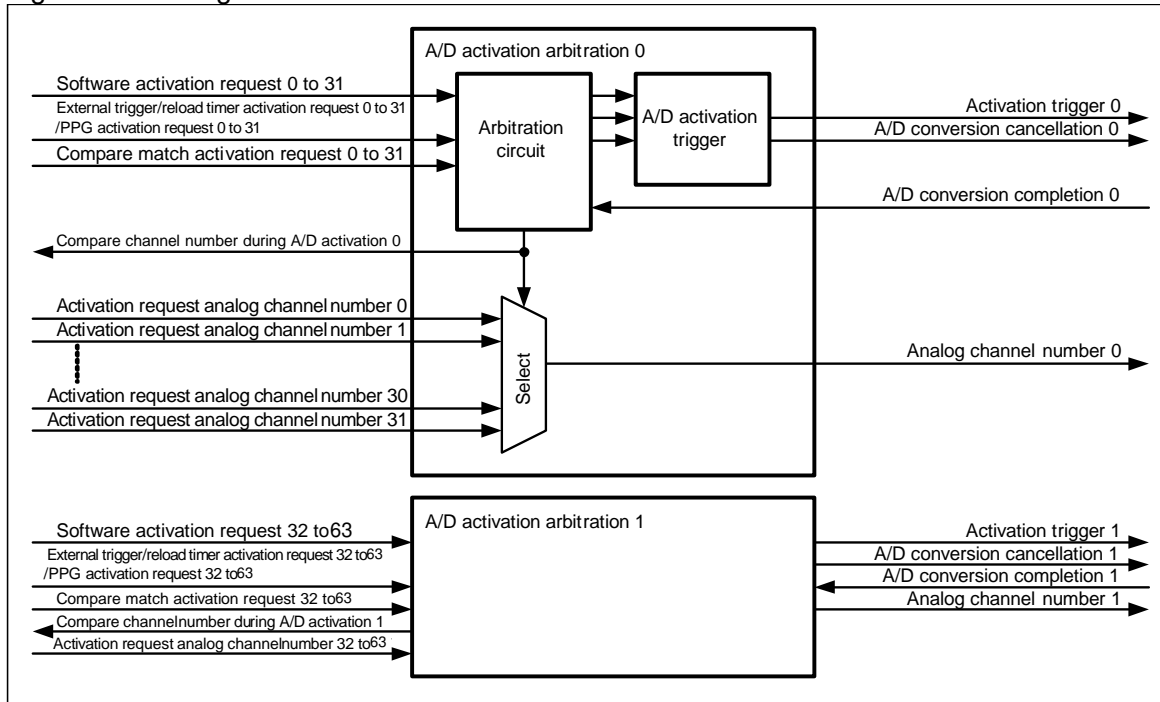 A/D activation arbitration 0
Software activation request 0 to 31
External trigger/reload timer activation request 0 to 31
/PPG activation request 0 to 31
Compare match activation request 0 to 31
Arbitration
circuit
A/D activation
trigger
Activation trigger 0
A/D conversion cancellation 0
A/D conversion completion 0
Compare channel number during A/D activation 0
Activation request analog channel number 0
Activation request analog channel number 1
Select
Analog channel number 0
Activation request analog channel number 30
Activation request analog channel number 31
A/D activation arbitration 1
Software activation request 32 to63
External trigger/reload timer activation request 32 to63
/PPG activation request 32 to63
Compare match activation request 32 to63
Compare channelnumber during A/D activation 1
Activation request analog channelnumber 32 to63
Activation trigger 1
A/D conversion cancellation 1
A/D conversion completion 1
Analog channel number 1